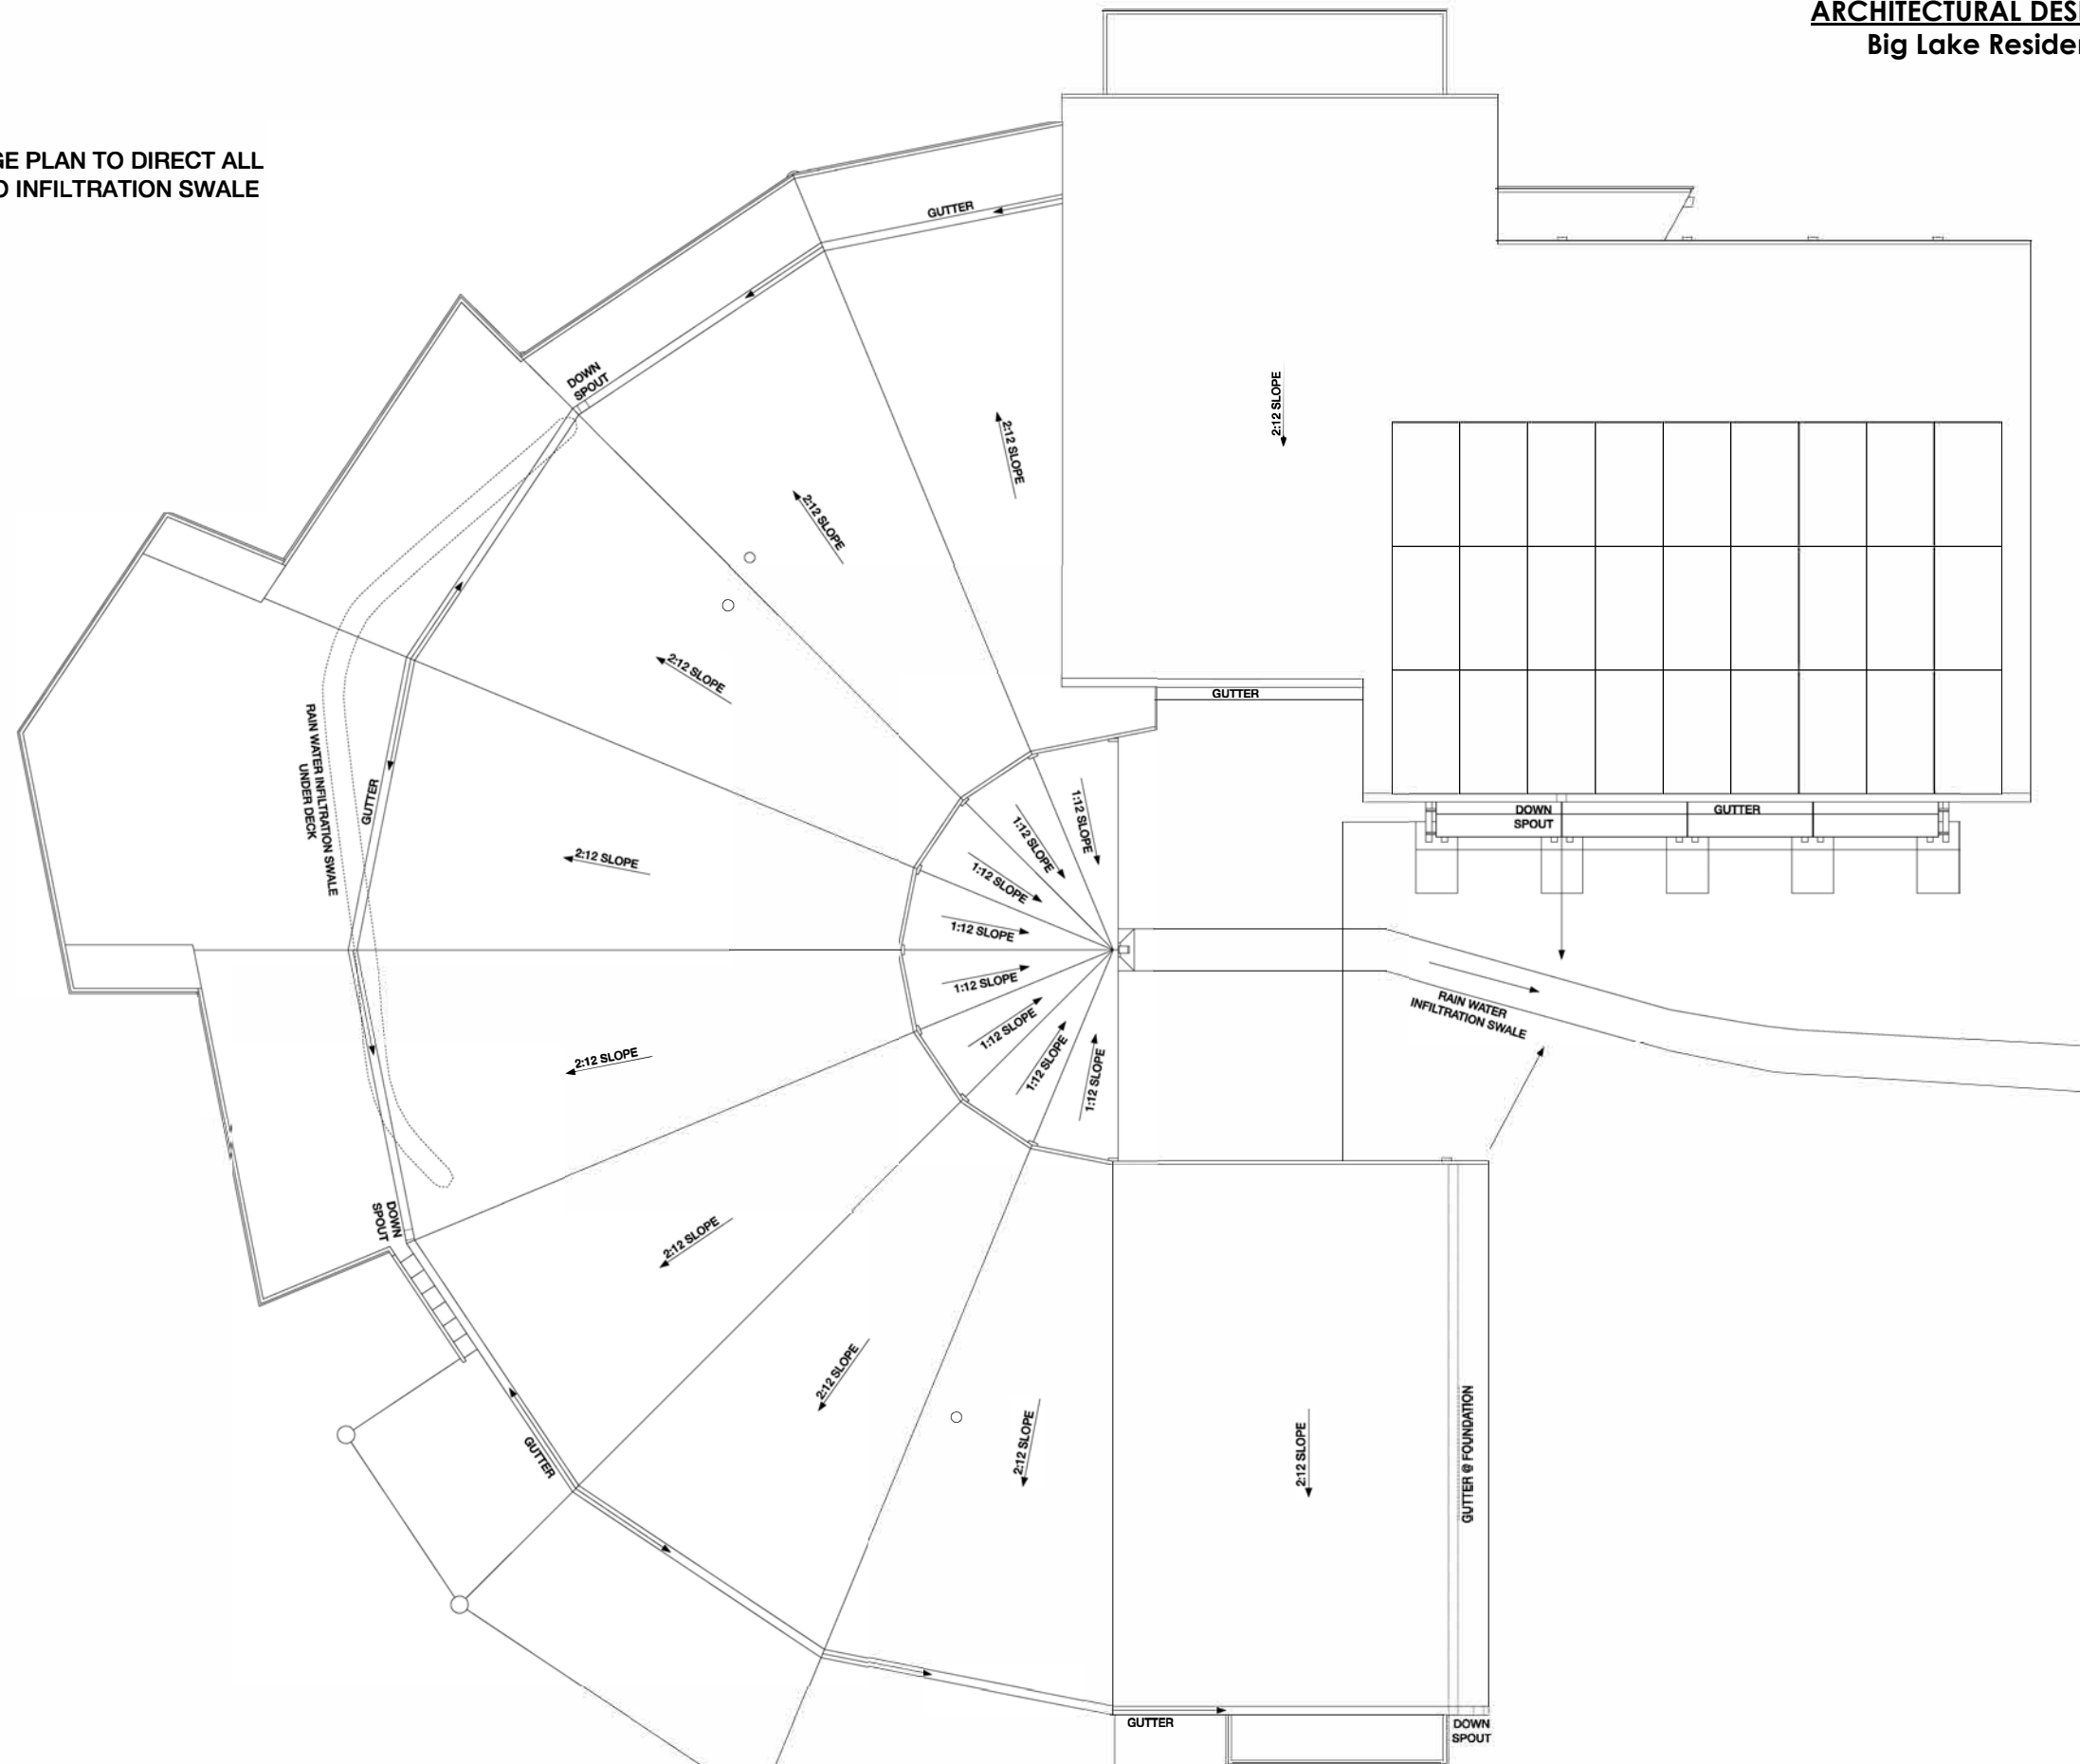 ARCHITECTURAL DES
Big Lake Reside
GE PLAN TO DIRECT ALL
INFILTRATION SWALE
GUTTER
DOWN
SPOUT
2:12 SLOPE
2:12 SLOPE
2:12 SLOPE
2:12 SLOPE
GUTTER
RAIN WATER INFILTRATION SWALE
UNDER DECK
GUTTER
2:12 SLOPE
1:12 SLOPE
1:12 SLOPE
1:12 SLOPE
1:12 SLOPE
1:12 SLOPE
1:12 SLOPE
1:12 SLOPE
1:12 SLOPE
DOWN
SPOUT
GUTTER
RAIN WATER
INFILTRATION SWALE
2:12 SLOPE
DOWN
SPOUT
2:12 SLOPE
2:12 SLOPE
2:12 SLOPE
2:12 SLOPE
GUTTER @ FOUNDATION
GUTTER
GUTTER
DOWN
SPOUT